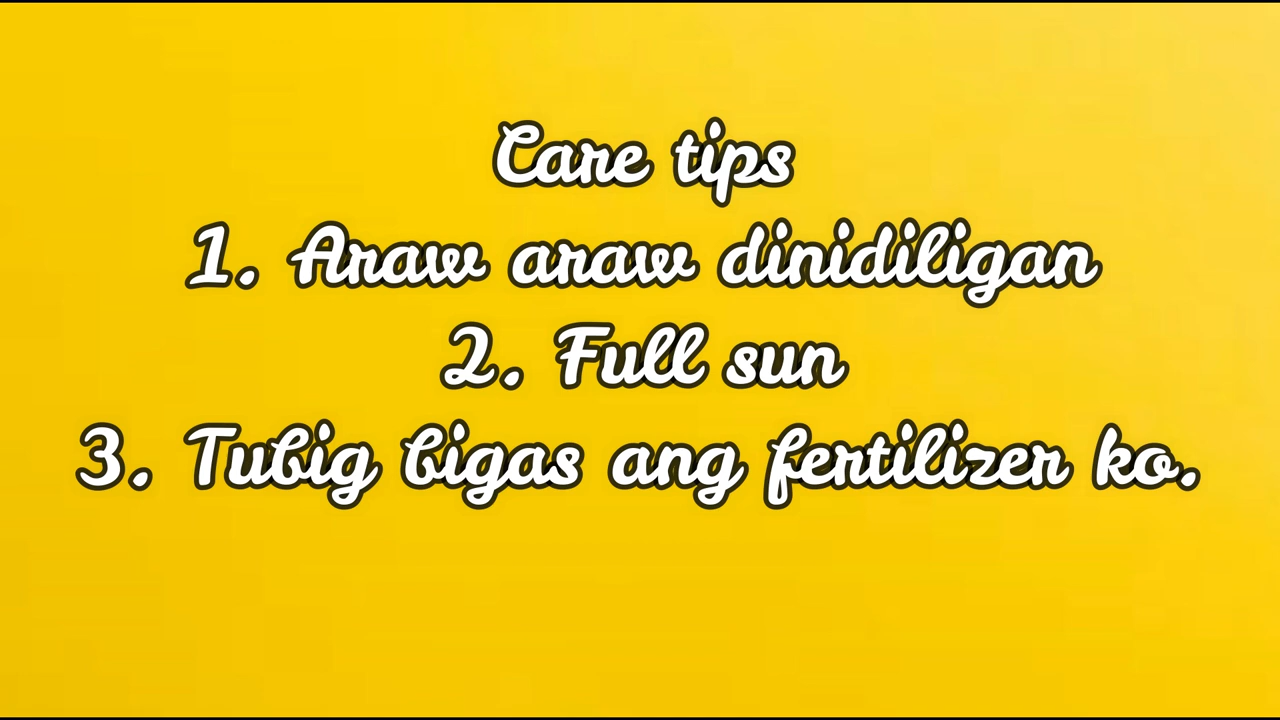 Care tips
1. Araw araw dinidiligan
2. Full sun
3. Tubig bigas ang fertilizer ko.